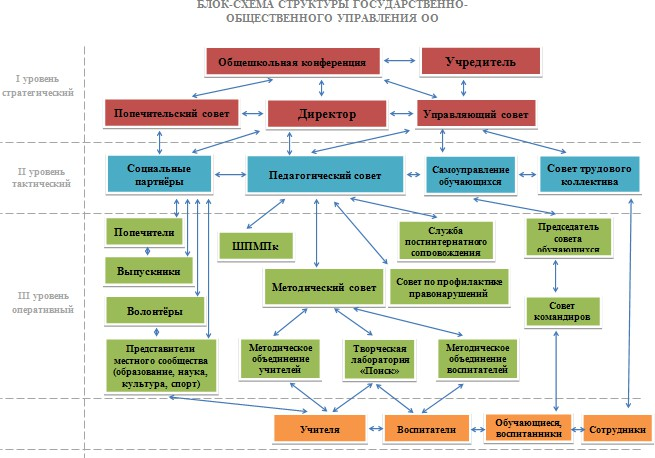 БЛОК-СХЕМА СТРУКТУРЫ ГОСУДАРСТВЕННО-
ОБЩЕСТВЕННОГО УПРАВЛЕНИЯ ОО
I уровень
стратегический
Общешкольная конференция
Учредитель
Попечительский совет
Директор
Управляющий совет
II уровень
тактический
Социальные
партнёры
Педагогический совет
Самоуправление
обучающихся
Совет трудового
коллектива
III уровень
оперативный
Попечители
Выпускники
Волонтёры
Представители
местного сообщества
(образование, наука,
культура, спорт)
ШПМПк
Служба
постинтернатного
сопровождения
Председатель
совета
обучающихся
Методический совет
Совет по профилактике
правонарушений
Совет
командиров
Методическое
объединение
учителей
Творческая
лаборатория
«Поиск»
Методическое
объединение
воспитателей
Учителя
Воспитатели
Обучающиеся,
воспитанники
Сотрудники